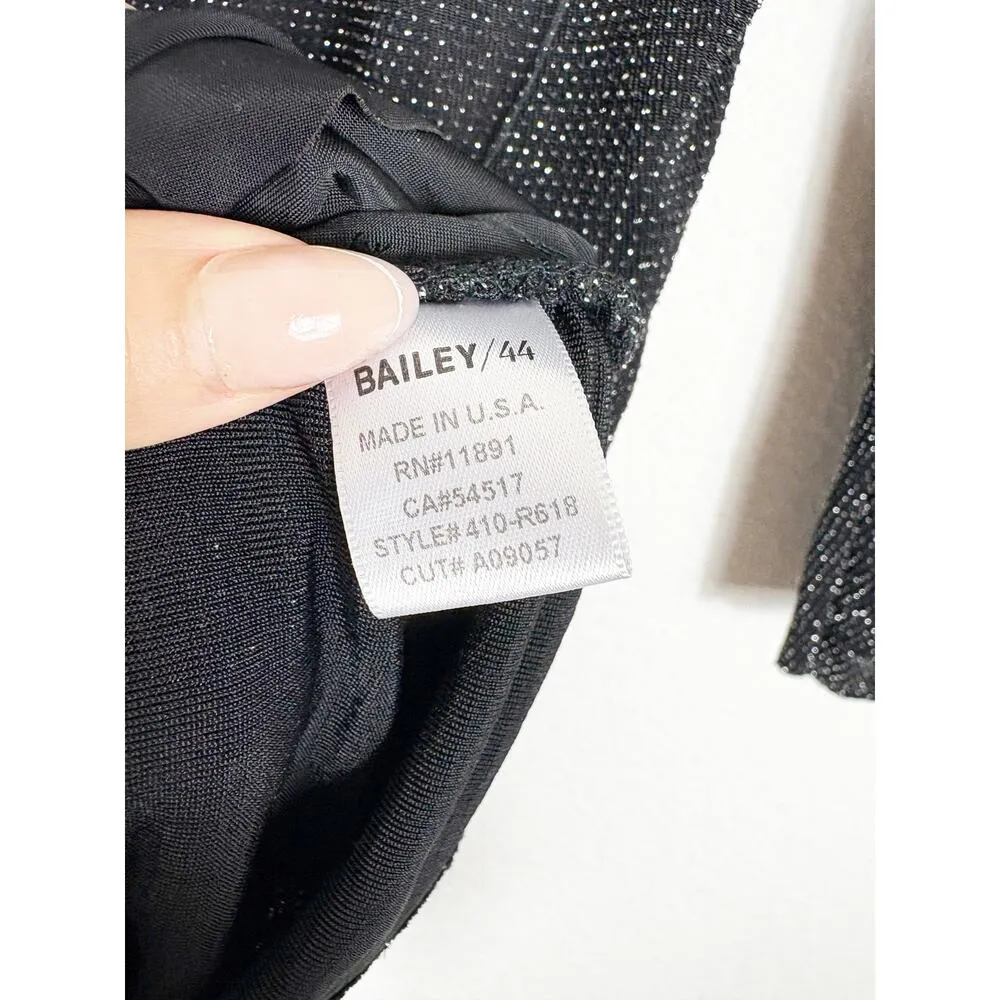 BAILEY/44
MADE IN U.S.A.
RN#11891
CA#54517
STYLE# 410-R618
CUT# A09057